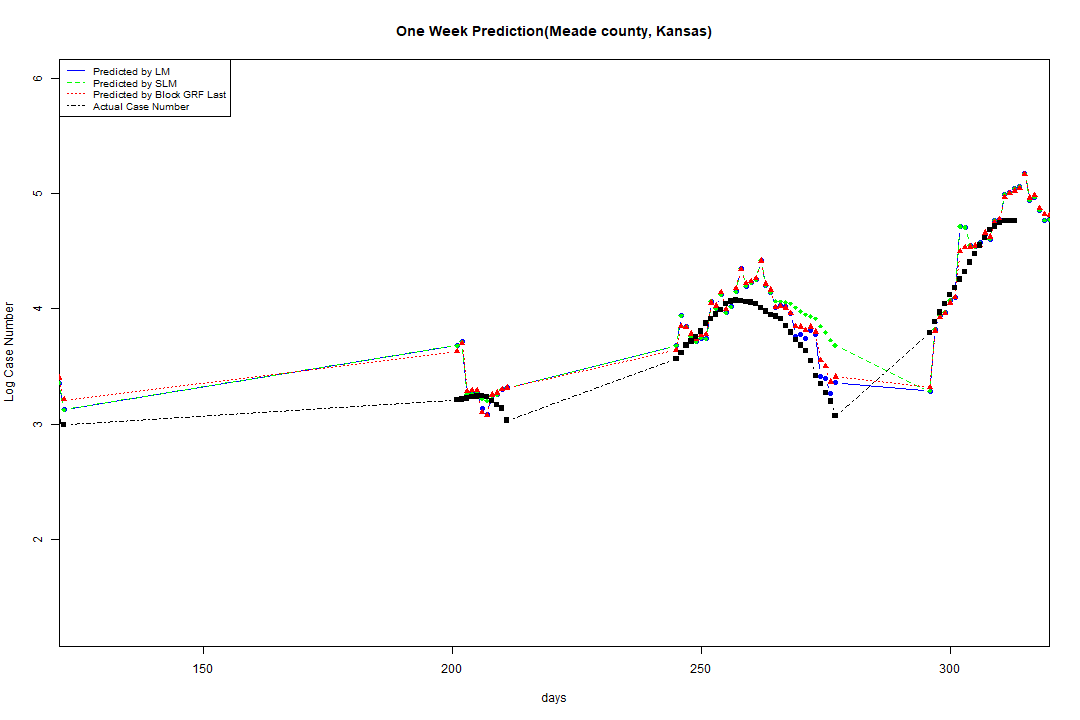 One Week Prediction(Meade county, Kansas)
Predicted by LM
Predicted by SLM
Predicted by Block GRF Last
Actual Case Number
6
5
4
3
2
Log Case Number
150
200
250
300
days